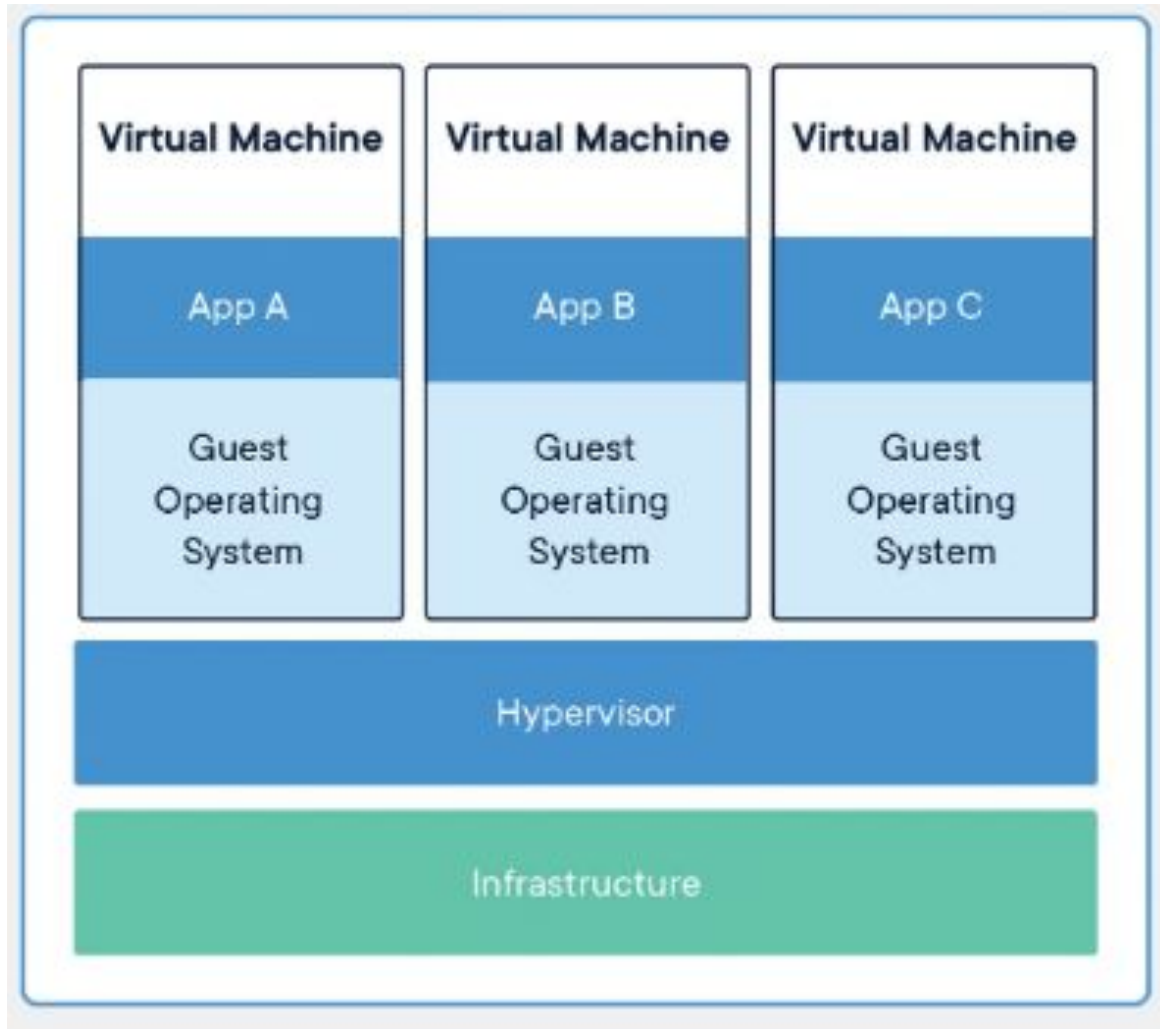 Virtual Machine
App A
Guest
Operating
System
Virtual Machine
App B
Guest
Operating
System
Virtual Machine
App C
Guest
Operating
System
Hypervisor
Infrastructure